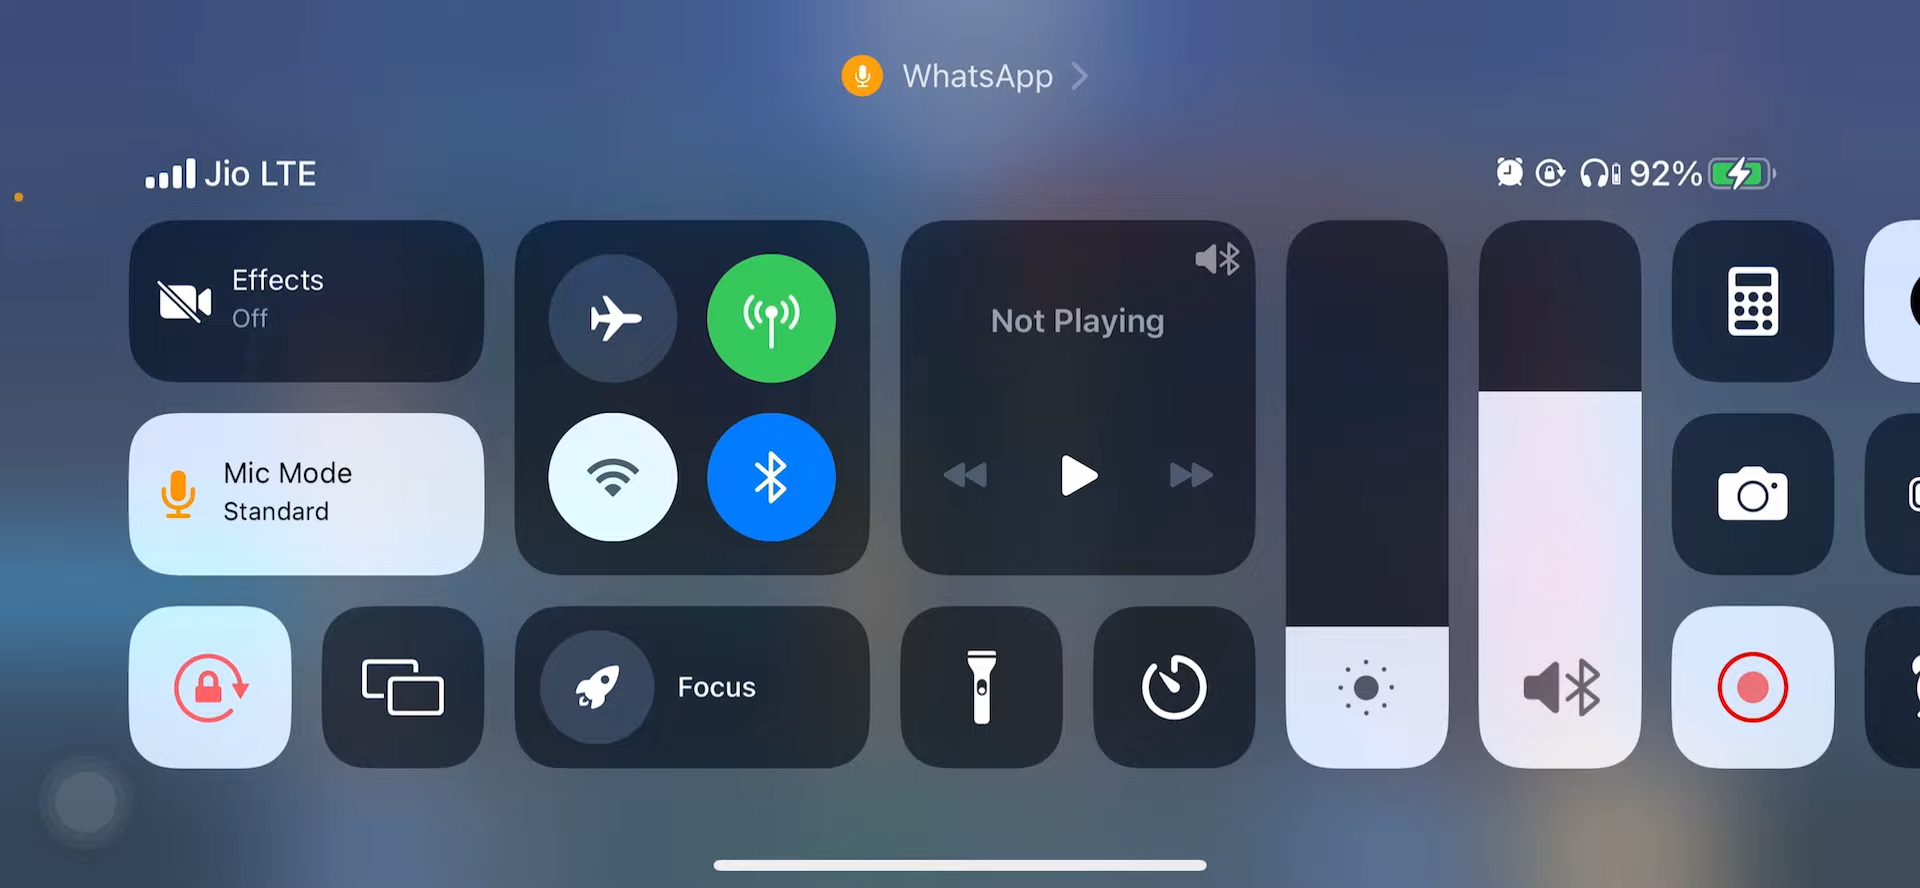 WhatsApp
Jio LTE
92%
Effects
Off
Not Playing
Mic Mode
Standard
Focus